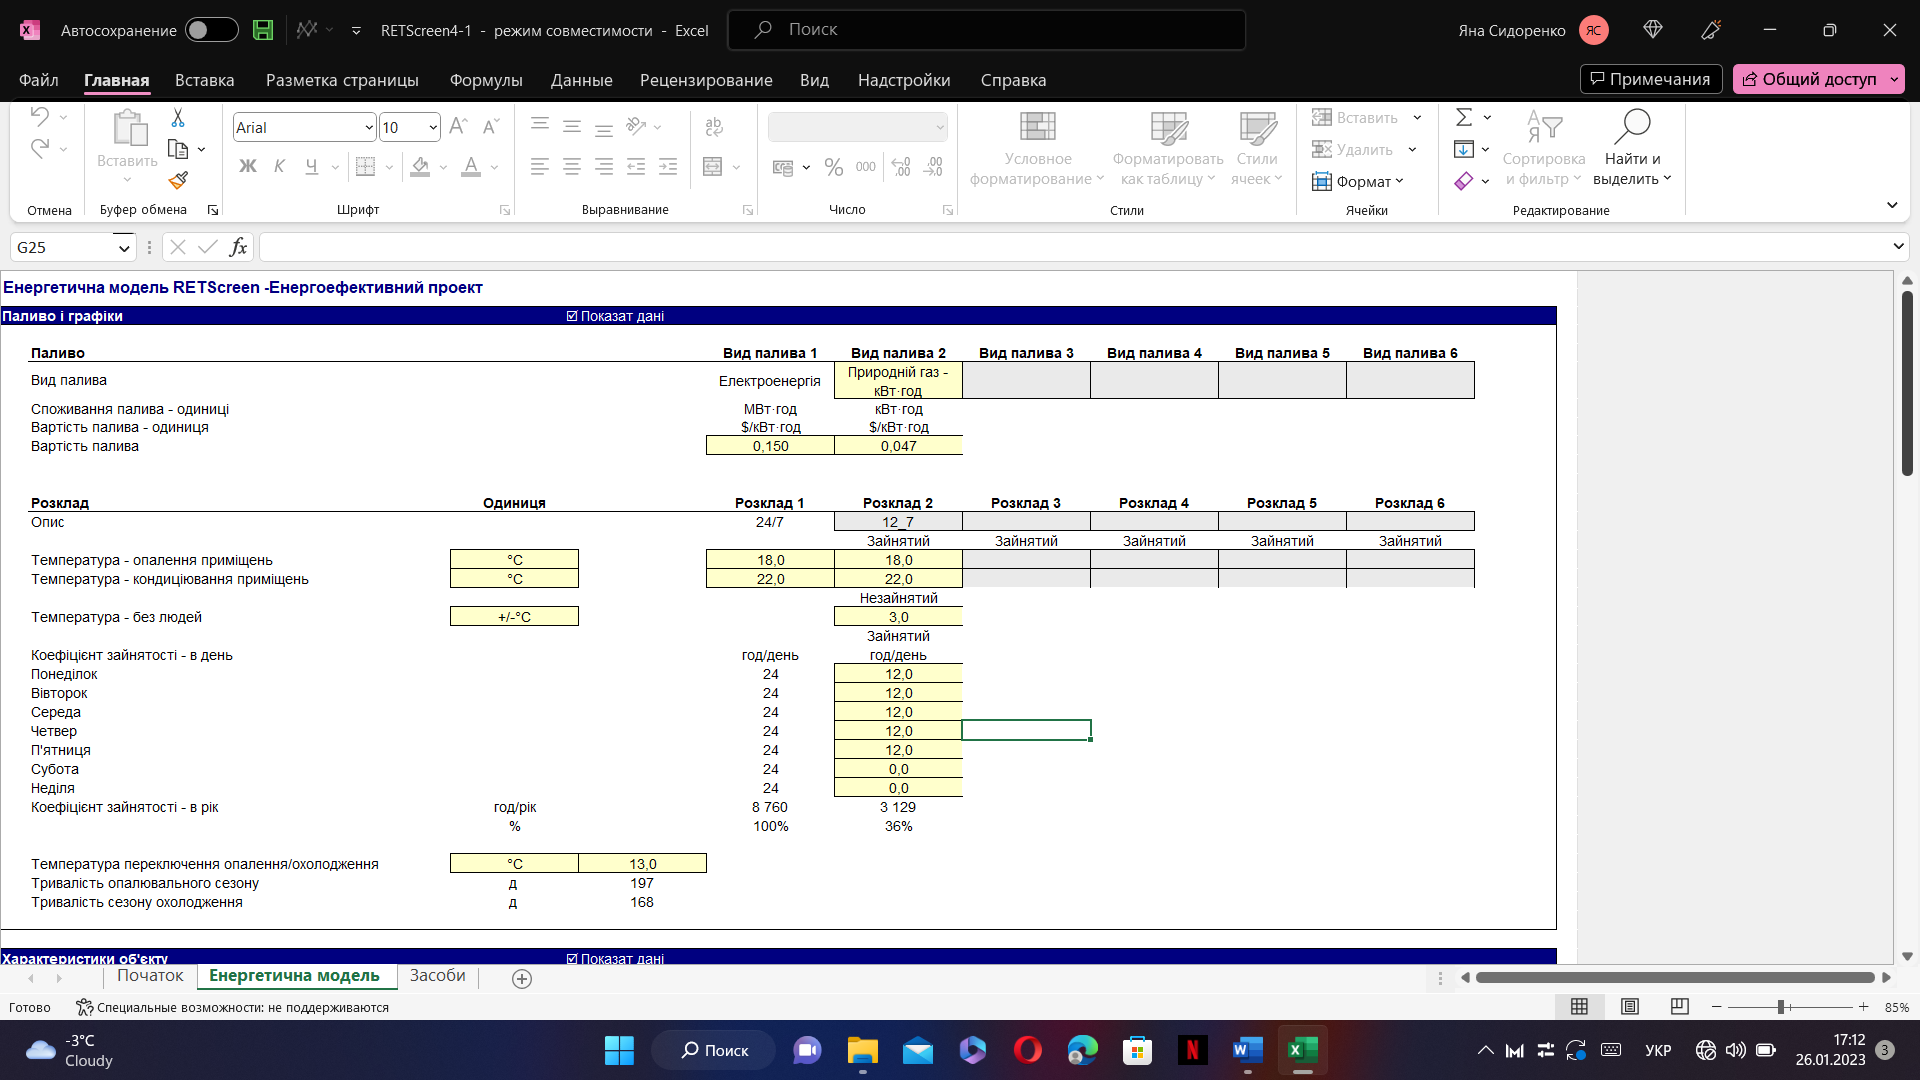 Автосохранение RETScreen4-1 - режим совместимости - Excel Поиск Яна Сидоренко ЯС
Файл Главная Вставка Разметка страницы Формулы Данные Рецензирование Вид Надстройки Справка Примечания Общий доступ
Отмена
Вставить
Буфер обмена
Arial 10
Ж К Ч А
Шрифт
Выравнивание
% 000
Число
Условное форматирование
Форматировать как таблицу
Стили ячеек
Стили
Вставить
Удалить
Формат
Ячейки
Сортировка и фильтр
Найти и выделить
Редактирование
G25 fx
Енергетична модель RETScreen -Енергоефективний проект
Паливо і графіки Показат дані
Паливо Вид палива 1 Вид палива 2 Вид палива 3 Вид палива 4 Вид палива 5 Вид палива 6
Вид палива Електроенергія Природній газ - кВт·год
Споживання палива - одиниці МВт·год кВт·год
Вартість палива - одиниця $/кВт·год $/кВт·год
Вартість палива 0,150 0,047
Розклад Одиниця Розклад 1 Розклад 2 Розклад 3 Розклад 4 Розклад 5 Розклад 6
Опис 24/7 12_7
Зайнятий Зайнятий Зайнятий Зайнятий Зайнятий
Температура - опалення приміщень °C 18,0 18,0
Температура - кондиціювання приміщень °C 22,0 22,0
Незайнятий
Температура - без людей +/-°C 3,0
Зайнятий
Коефіцієнт зайнятості - в день год/день год/день
Понеділок 24 12,0
Вівторок 24 12,0
Середа 24 12,0
Четвер 24 12,0
П'ятниця 24 12,0
Субота 24 0,0
Неділя 24 0,0
Коефіцієнт зайнятості - в рік год/рік 8 760 3 129
% 100% 36%
Температура переключення опалення/охолодження °C 13,0
Тривалість опалювального сезону д 197
Тривалість сезону охолодження д 168
Характеристики об'єкту Показат дані
Початок Енергетична модель Засоби
Готово Специальные возможности: не поддерживаются 85%
-3°C
Cloudy
Поиск
УКР
17:12
26.01.2023
3